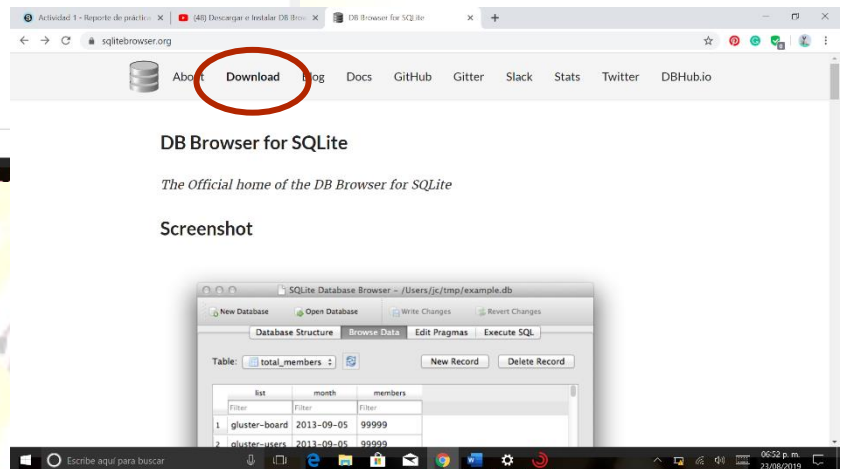 Actividad 1 - Reporte de práctic
(48) Descargar e Instalar DB Brow
DB Browser for SQLite
sqlitebrowser.org
About Download Blog Docs GitHub Gitter Slack Stats Twitter DBHub.io
DB Browser for SQLite
The Official home of the DB Browser for SQLite
Screenshot
SQLite Database Browser - /Users/jc/tmp/example.db
New Database Open Database Write Changes Revert Changes
Database Structure Browse Data Edit Pragmas Execute SQL
Table: total_members New Record Delete Record
list month members
Filter Filter Filter
1 gluster-board 2013-09-05 99999
2 gluster-users 2013-09-05 99999
Escribe aquí para buscar
06:52 p. m.
23/08/2019